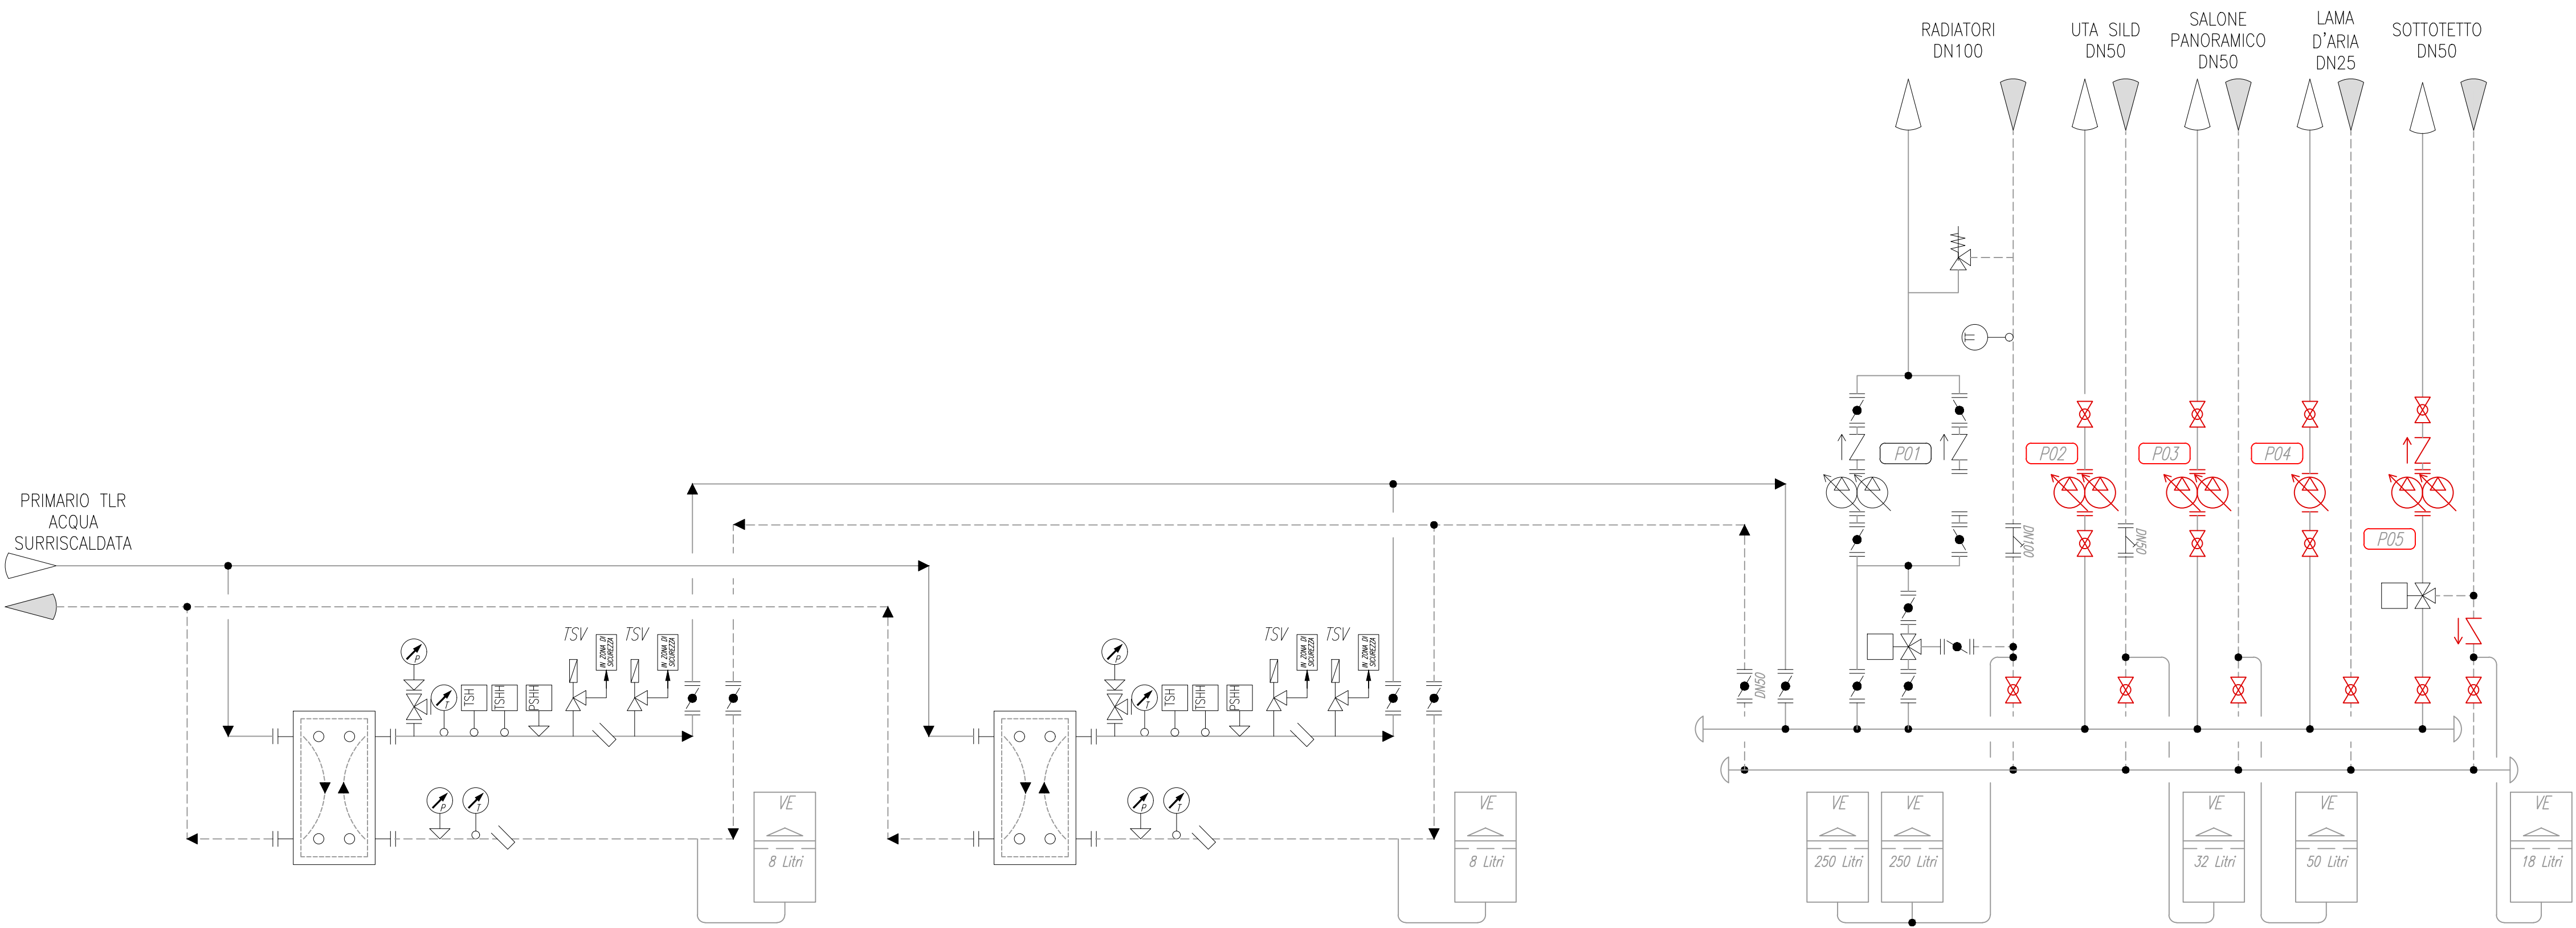 RADIATORI
DN100
UTA SILD
DN50
SALONE
PANORAMICO
DN50
LAMA
D'ARIA
DN25
SOTTOTETTO
DN50
TT
P01
P02
P03
P04
P05
DN100
DN50
PRIMARIO TLR
ACQUA
SURRISCALDATA
P
T
TSH
TSHH
PSHH
TSV
IN ZONA DI
SICUREZZA
TSV
IN ZONA DI
SICUREZZA
P
T
TSH
TSHH
PSHH
TSV
IN ZONA DI
SICUREZZA
TSV
IN ZONA DI
SICUREZZA
DN50
P
T
VE
8 Litri
P
T
VE
8 Litri
VE
250 Litri
VE
250 Litri
VE
32 Litri
VE
50 Litri
VE
18 Litri